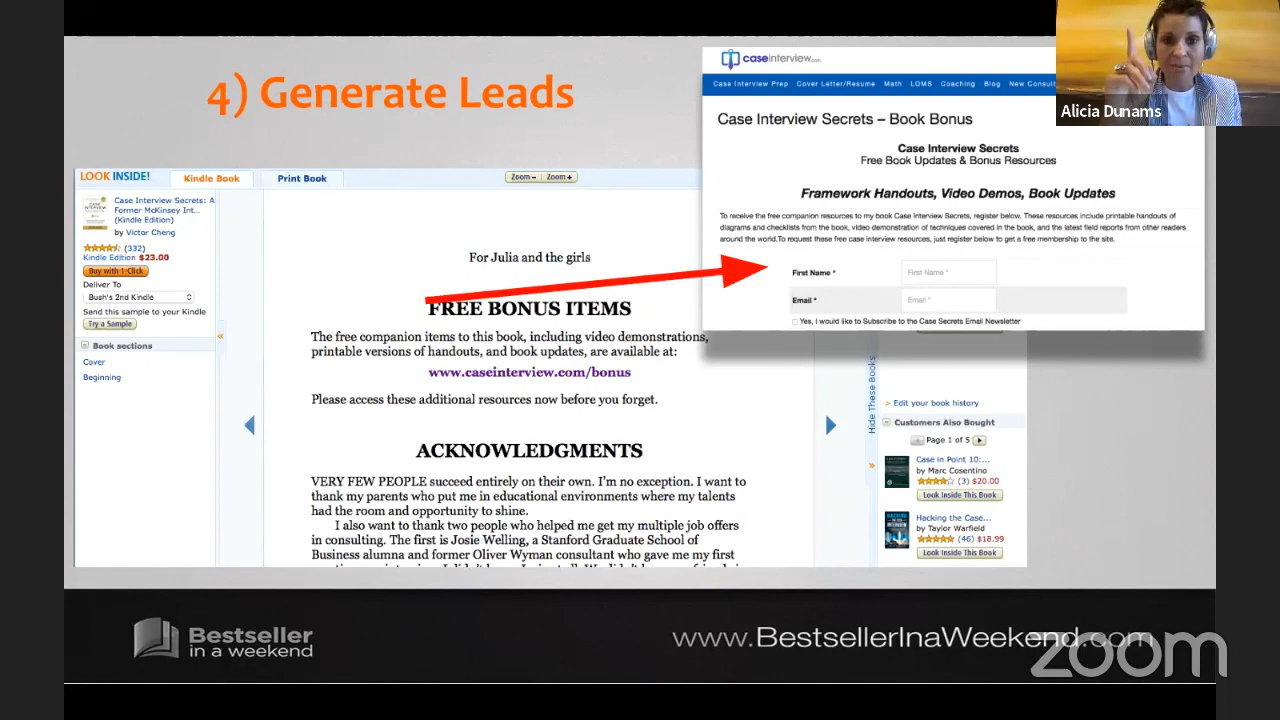 4) Generate Leads
LOOK INSIDE!
Kindle Book
Print Book
Zoom –
Zoom +
Case Interview Secrets: A
Former McKinsey Int...
(Kindle Edition)
by Victor Cheng
(332)
Kindle Edition $23.00
Buy with 1-Click
Deliver To
Bush's 2nd Kindle
Send this sample to your Kindle
Try a Sample
Book sections
Cover
Beginning
For Julia and the girls
FREE BONUS ITEMS
The free companion items to this book, including video demonstrations,
printable versions of handouts, and book updates, are available at:
www.caseinterview.com/bonus
Please access these additional resources now before you forget.
ACKNOWLEDGMENTS
VERY FEW PEOPLE succeed entirely on their own. I'm no exception. I want to
thank my parents who put me in educational environments where my talents
had the room and opportunity to shine.
I also want to thank two people who helped me get my multiple job offers
in consulting. The first is Josie Welling, a Stanford Graduate School of
Business alumna and former Oliver Wyman consultant who gave me my first
caseinterview.com
Case Interview Prep
Cover Letter/Resume
Math
LOMS
Coaching
Blog
New Consult
Case Interview Secrets – Book Bonus
Case Interview Secrets
Free Book Updates & Bonus Resources
Framework Handouts, Video Demos, Book Updates
To receive the free companion resources to my book Case Interview Secrets, register below. These resources include printable handouts of
diagrams and checklists from the book, video demonstration of techniques covered in the book, and the latest field reports from other readers
around the world.To request these free case interview resources, just register below to get a free membership to the site.
First Name *
First Name *
Email *
Email *
Yes, I would like to Subscribe to the Case Secrets Email Newsletter
Hide These Books
> Edit your book history
Customers Also Bought
Page 1 of 5
Case in Point 10:...
by Marc Cosentino
(3) $20.00
Look Inside This Book
Hacking the Case...
by Taylor Warfield
(46) $18.99
Look Inside This Book
Alicia Dunams
Bestseller
in a weekend
www.BestsellerInaWeekend.com
zoom